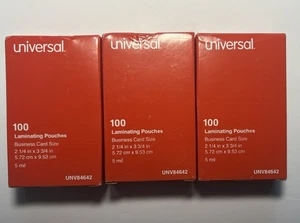 universal.
100
Laminating Pouches
Business Card Size
2 1/4 in x 3 3/4 in
5.72 cm x 9.53 cm
5 mil
UNV84642
universal.
100
Laminating Pouches
Business Card Size
2 1/4 in x 3 3/4 in
5.72 cm x 9.53 cm
5 mil
UNV84642
universal.
100
Laminating Pouches
Business Card Size
2 1/4 in x 3 3/4 in
5.72 cm x 9.53 cm
5 mil
UNV84642